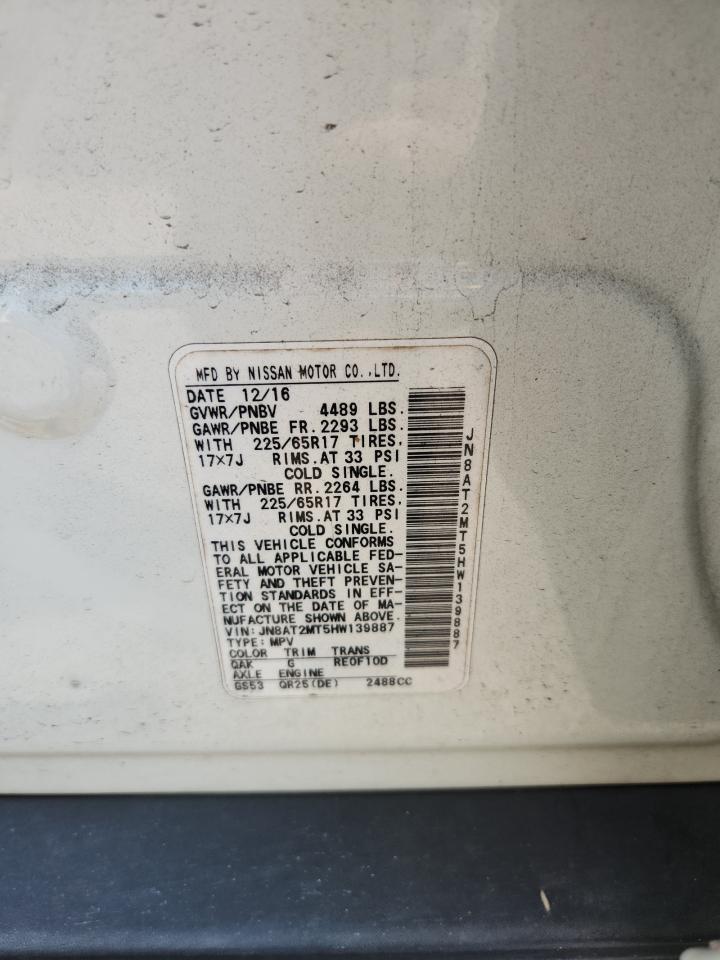 MFD BY NISSAN MOTOR CO.,LTD.
DATE 12/16
GVWR/PNBV 4489 LBS.
GAWR/PNBE FR.2293 LBS.
WITH 225/65R17 TIRES.
17×7J RIMS.AT 33 PSI
COLD SINGLE.
GAWR/PNBE RR.2264 LBS.
WITH 225/65R17 TIRES.
17×7J RIMS.AT 33 PSI
COLD SINGLE.
THIS VEHICLE CONFORMS
TO ALL APPLICABLE FED-
ERAL MOTOR VEHICLE SA-
FETY AND THEFT PREVEN-
TION STANDARDS IN EFF-
ECT ON THE DATE OF MA-
NUFACTURE SHOWN ABOVE.
VIN: JN8AT2MT5HW139887
TYPE: MPV
COLOR TRIM TRANS
QAK G RE0F10D
AXLE ENGINE
GS53 QR25(DE) 2488CC
JN8AT2MT5HW139887